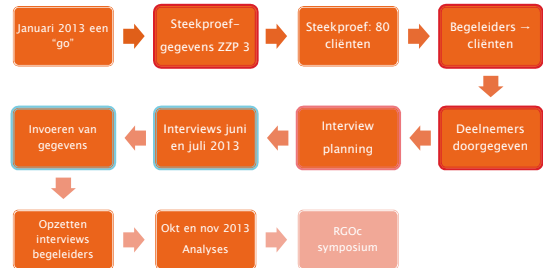 Januari 2013 een
"go"
Steekproef-
gegevens ZZP 3
Steekproef: 80
cliënten
Begeleiders →
cliënten
Deelnemers
doorgegeven
Interview
planning
Interviews juni
en juli 2013
Invoeren van
gegevens
Opzetten
interviews
begeleiders
Okt en nov 2013
Analyses
RGOc
symposium